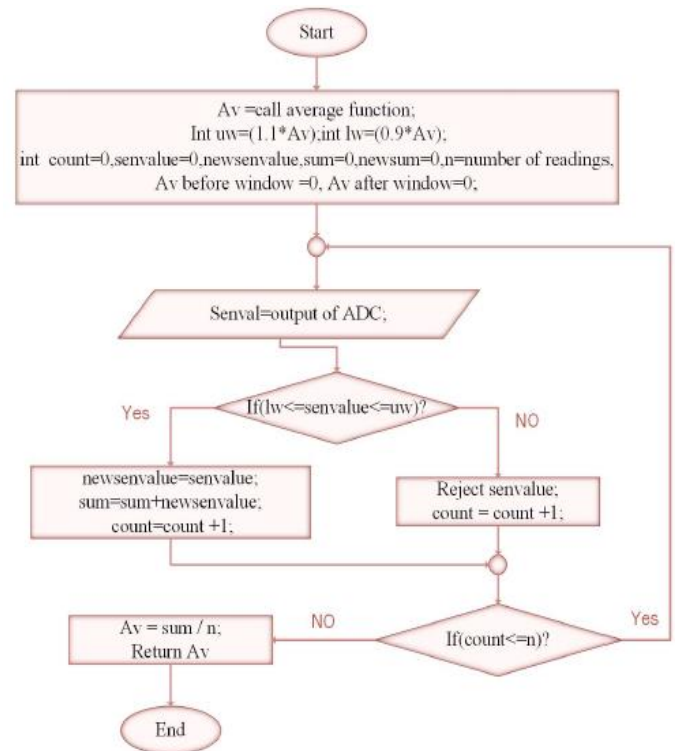 Start
Av =call average function;
Int uw=(1.1*Av);int lw=(0.9*Av);
int count=0,senvalue=0,newsenvalue,sum=0,newsum=0,n=number of readings,
Av before window =0, Av after window=0;
Senval=output of ADC;
If(lw<=senvalue<=uw)?
Yes
NO
newsenvalue=senvalue;
sum=sum+newsenvalue;
count=count +1;
Reject senvalue;
count = count +1;
If(count<=n)?
Yes
NO
Av = sum / n;
Return Av
End